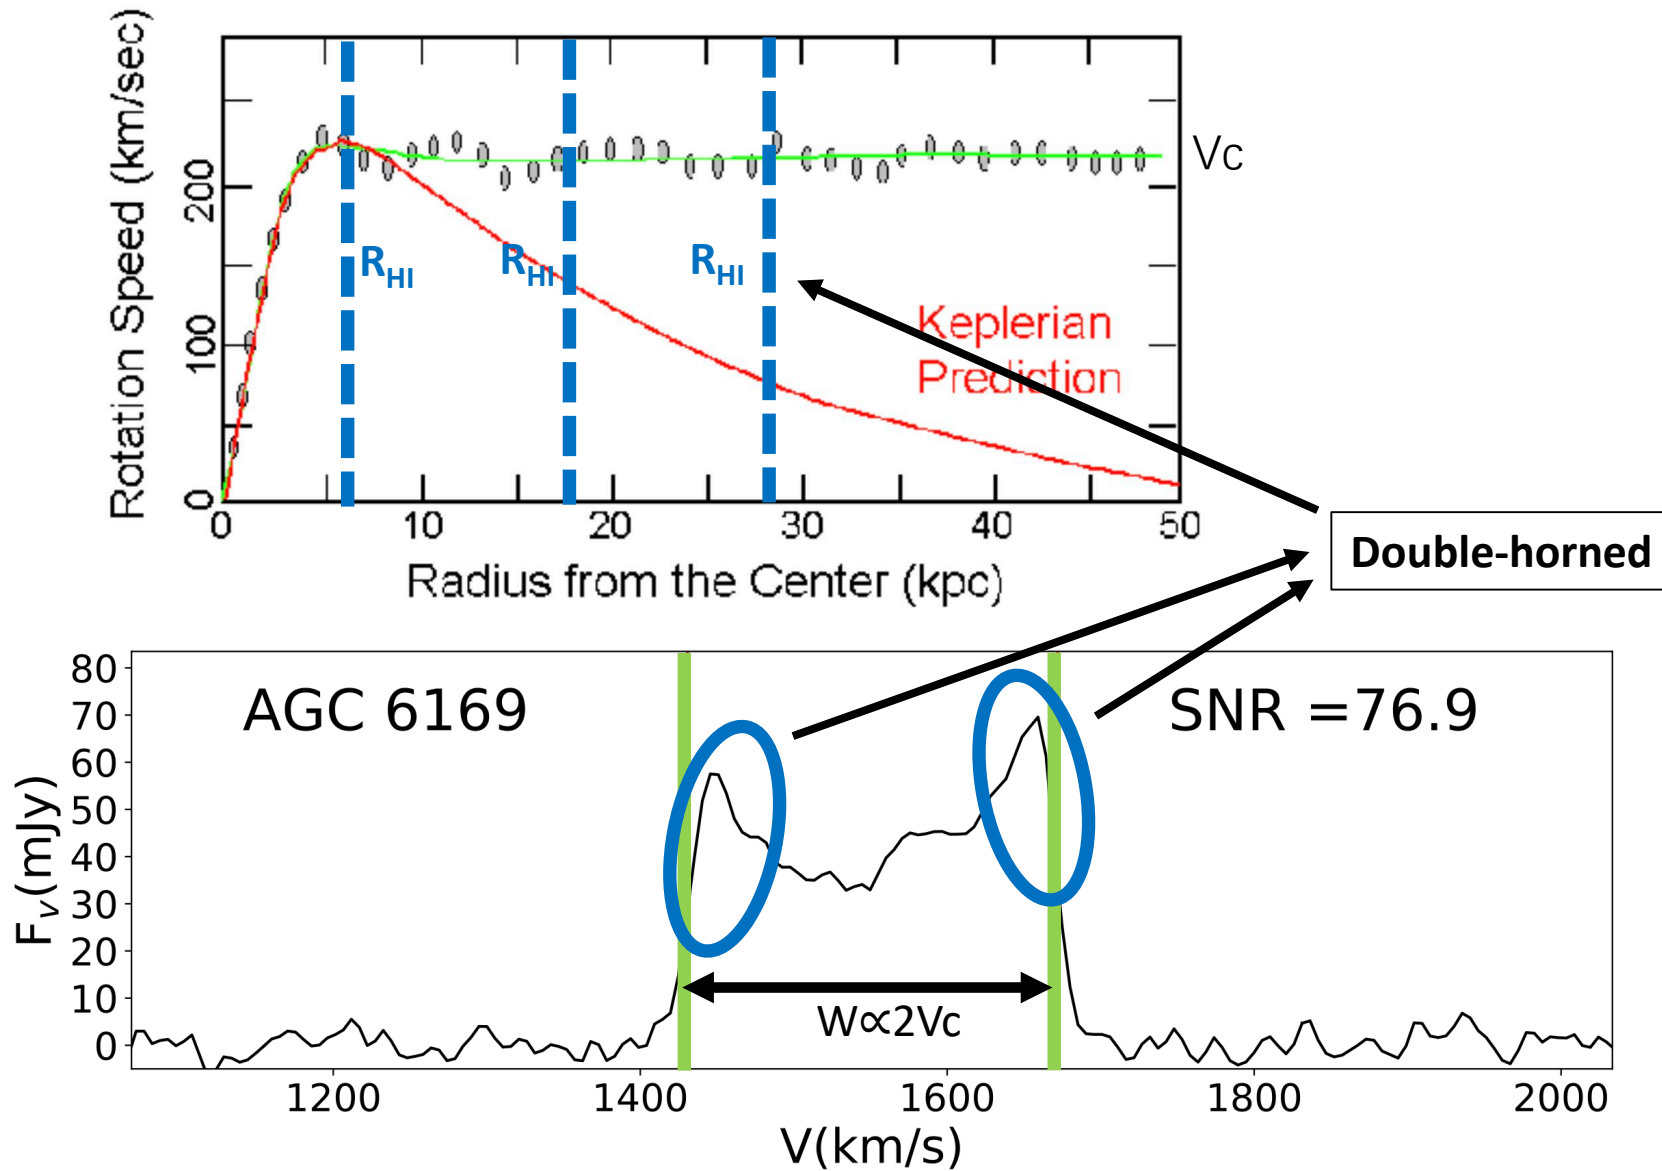 Rotation Speed (km/sec)
200
100
0
Vc
R_HI
R_HI
R_HI
Keplerian
Prediction
0 10 20 30 40 50
Radius from the Center (kpc)
Double-horned
AGC 6169
SNR =76.9
F_v(mJy)
80
70
60
50
40
30
20
10
0
W∝2Vc
1200 1400 1600 1800 2000
V(km/s)